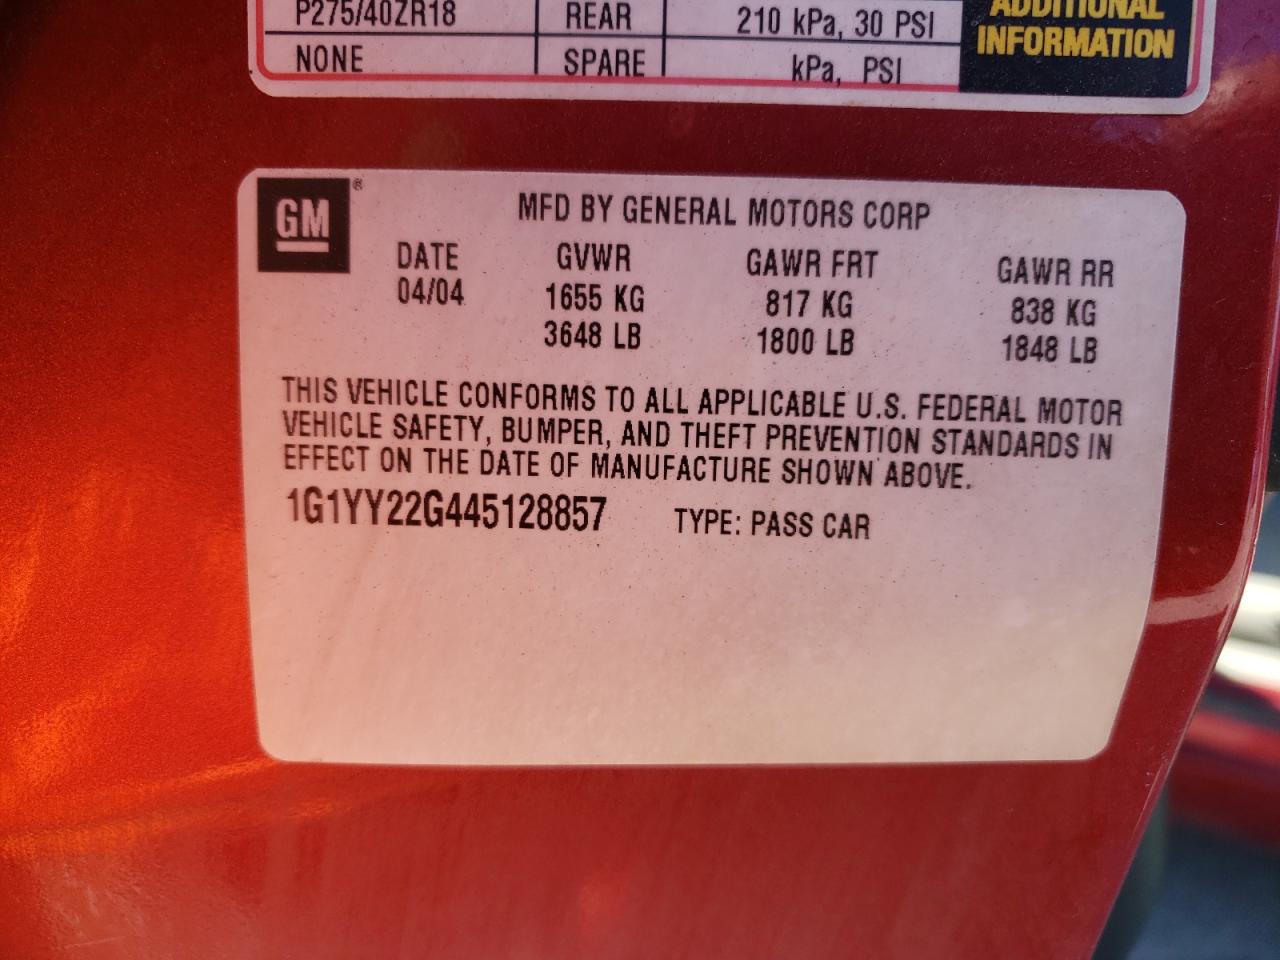 P275/40ZR18 REAR 210 kPa, 30 PSI
NONE SPARE kPa, PSI
ADDITIONAL
INFORMATION
GM ®
MFD BY GENERAL MOTORS CORP
DATE GVWR GAWR FRT GAWR RR
04/04 1655 KG 817 KG 838 KG
3648 LB 1800 LB 1848 LB
THIS VEHICLE CONFORMS TO ALL APPLICABLE U.S. FEDERAL MOTOR
VEHICLE SAFETY, BUMPER, AND THEFT PREVENTION STANDARDS IN
EFFECT ON THE DATE OF MANUFACTURE SHOWN ABOVE.
1G1YY22G445128857 TYPE: PASS CAR